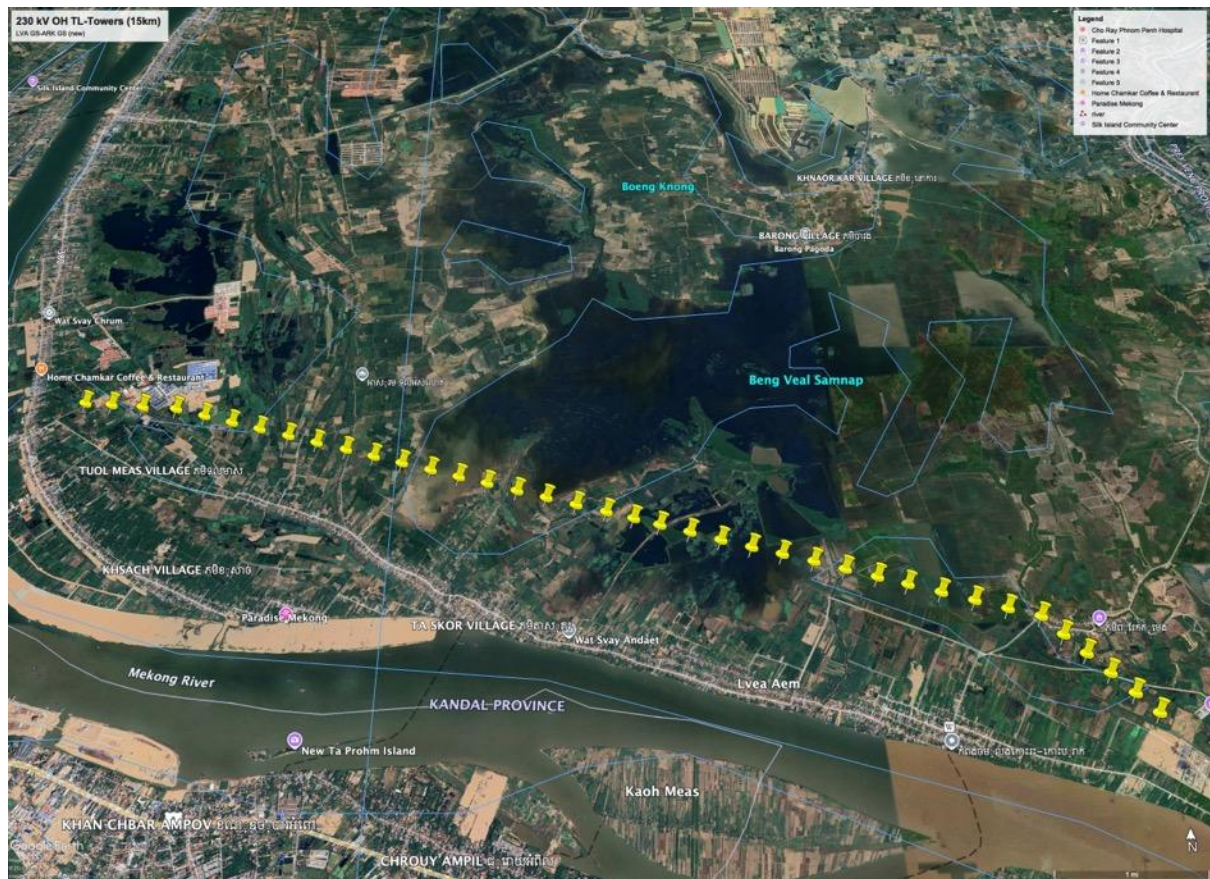 230 kV OH TL-Towers (15km)
LVA GS-ARK GS (new)
Legend
Cho Ray Phnom Penh Hospital
Feature 1
Feature 2
Feature 3
Feature 4
Feature 5
Home Chamkar Coffee & Restaurant
Paradise Mekong
river
Silk Island Community Center
Silk Island Community Center
Boeng Knong
KHNAOR KAR VILLAGE
BARONG VILLAGE
Barong Pagoda
Wat Svay Chrum
Home Chamkar Coffee & Restaurant
Beng Veal Samnap
TUOL MEAS VILLAGE
KHSACH VILLAGE
Paradise Mekong
TA SKOR VILLAGE
Wat Svay Andaet
Lvea Aem
Mekong River
KANDAL PROVINCE
New Ta Prohm Island
Kaoh Meas
KHAN CHBAR AMPOV
Google Earth
CHROUY AMPIL
N
1 mi